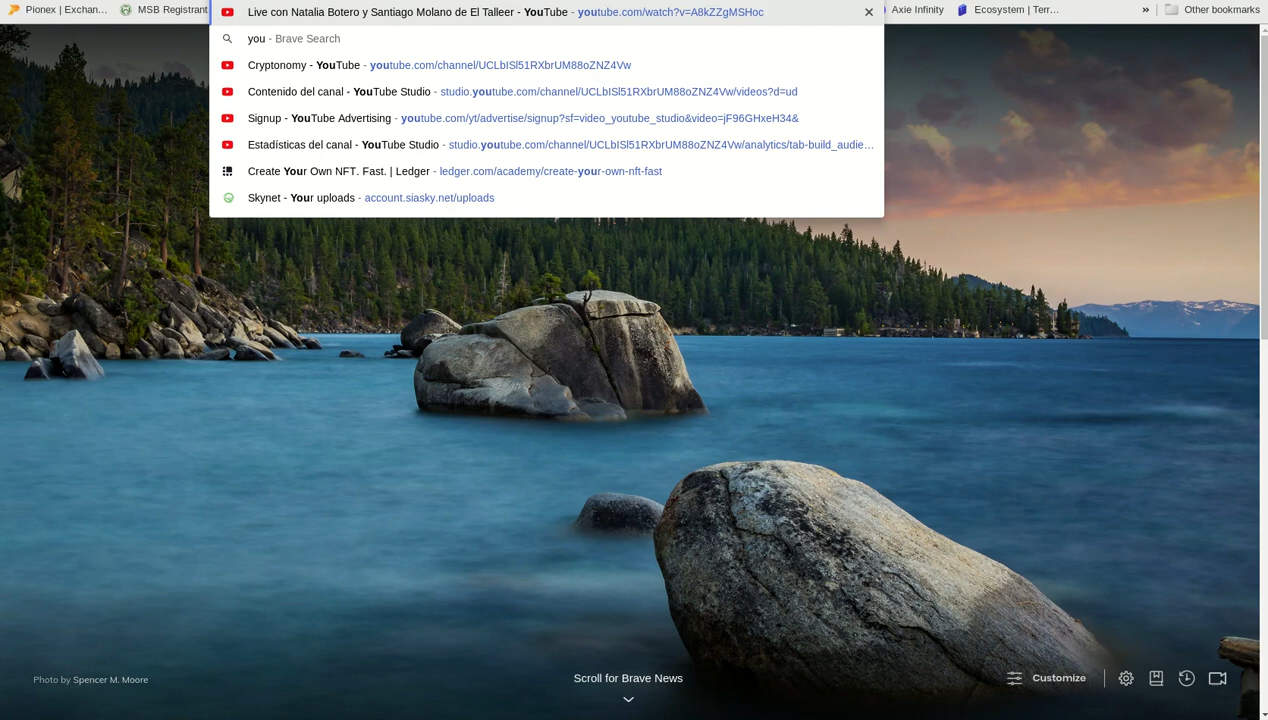 Pionex | Exchan…
MSB Registrant
Live con Natalia Botero y Santiago Molano de El Talleer - YouTube - youtube.com/watch?v=A8kZZgMSHoc
Axie Infinity
Ecosystem | Terr…
»
Other bookmarks
you - Brave Search
Cryptonomy - YouTube - youtube.com/channel/UCLbISl51RXbrUM88oZNZ4Vw
Contenido del canal - YouTube Studio - studio.youtube.com/channel/UCLbISl51RXbrUM88oZNZ4Vw/videos?d=ud
Signup - YouTube Advertising - youtube.com/yt/advertise/signup?sf=video_youtube_studio&video=jF96GHxeH34&
Estadísticas del canal - YouTube Studio - studio.youtube.com/channel/UCLbISl51RXbrUM88oZNZ4Vw/analytics/tab-build_audie…
Create Your Own NFT. Fast. | Ledger - ledger.com/academy/create-your-own-nft-fast
Skynet - Your uploads - account.siasky.net/uploads
Photo by Spencer M. Moore
Scroll for Brave News
Customize